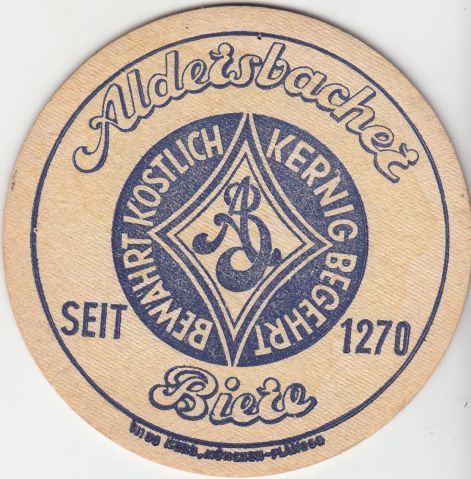 Aldersbacher
BEWÄHRT KÖSTLICH
KERNIG BEGEHRT
AB
SEIT 1270
Biere